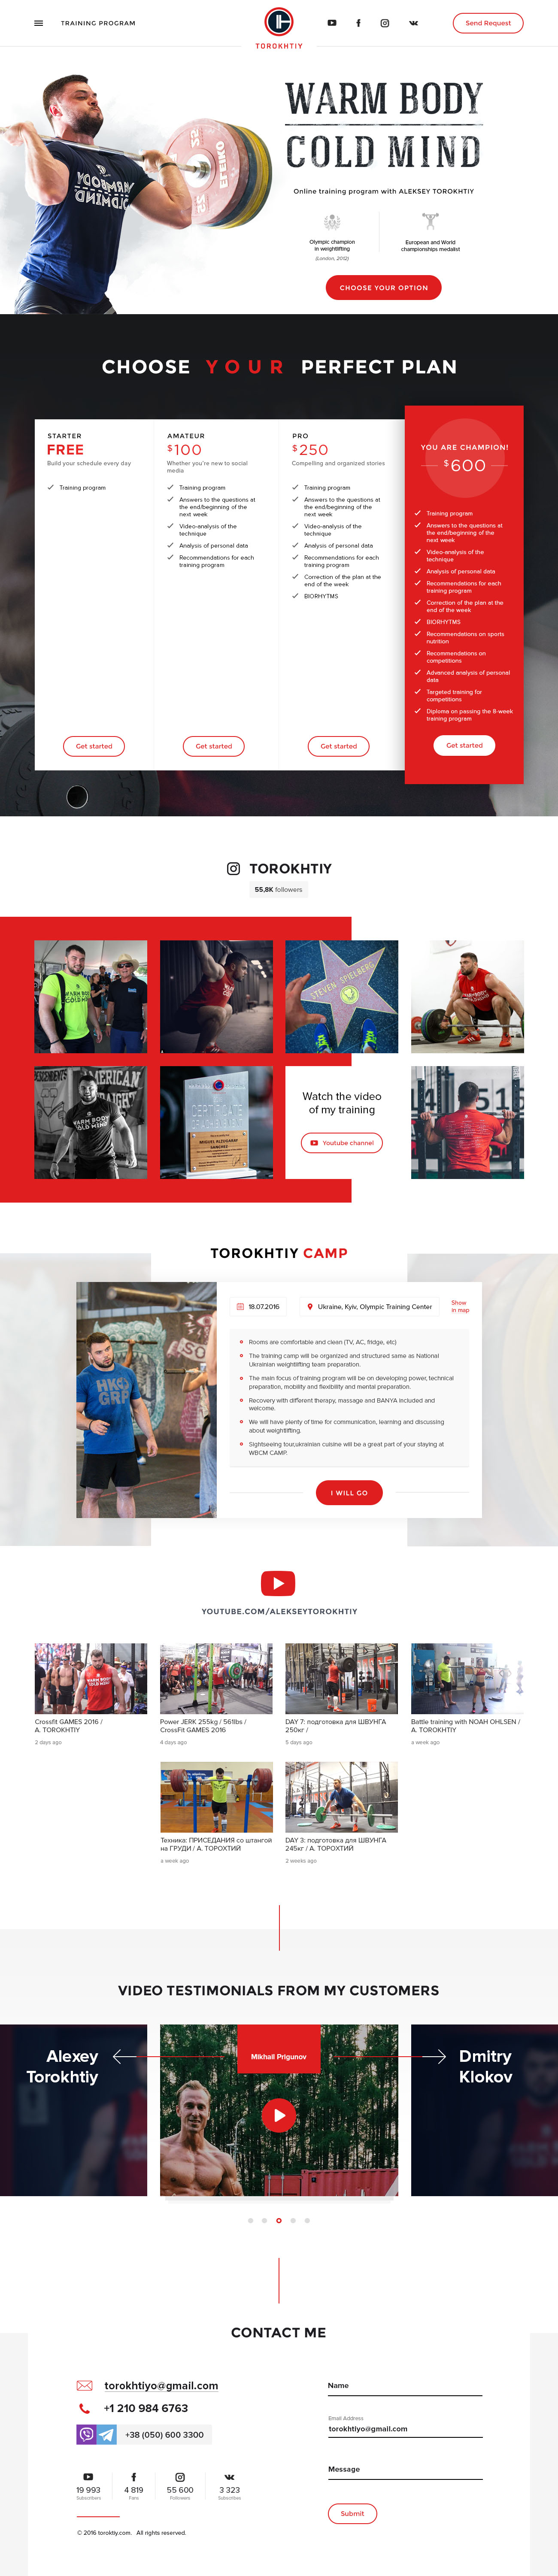 TRAINING PROGRAM
TOROKHTIY
Send Request
WARM BODY
COLD MIND
Online training program with ALEKSEY TOROKHTIY
Olympic champion
in weightlifting
(London, 2012)
European and World
championships medalist
CHOOSE YOUR OPTION
CHOOSE YOUR PERFECT PLAN
STARTER
FREE
Build your schedule every day
Training program
Get started
AMATEUR
$100
Whether you're new to social
media
Training program
Answers to the questions at
the end/beginning of the
next week
Video-analysis of the
technique
Analysis of personal data
Recommendations for each
training program
Get started
PRO
$250
Compelling and organized stories
Training program
Answers to the questions at
the end/beginning of the
next week
Video-analysis of the
technique
Analysis of personal data
Recommendations for each
training program
Correction of the plan at the
end of the week
BIORHYTMS
Get started
YOU ARE CHAMPION!
$600
Training program
Answers to the questions at
the end/beginning of the
next week
Video-analysis of the
technique
Analysis of personal data
Recommendations for each
training program
Correction of the plan at the
end of the week
BIORHYTMS
Recommendations on sports
nutrition
Recommendations on
competitions
Advanced analysis of personal
data
Targeted training for
competitions
Diploma on passing the 8-week
training program
Get started
TOROKHTIY
55,8K followers
STEVEN SPIELBERG
WARM BODY
COLD MIND
Watch the video
of my training
Youtube channel
TOROKHTIY CAMP
18.07.2016
Ukraine, Kyiv, Olympic Training Center
Show
in map
Rooms are comfortable and clean (TV, AC, fridge, etc)
The training camp will be organized and structured same as National
Ukrainian weightlifting team preparation.
The main focus of training program will be on developing power, technical
preparation, mobility and flexibility and mental preparation.
Recovery with different therapy, massage and BANYA included and
welcome.
We will have plenty of time for communication, learning and discussing
about weightlifting.
Sightseeing tour,ukrainian cuisine will be a great part of your staying at
WBCM CAMP.
I WILL GO
YOUTUBE.COM/ALEKSEYTOROKHTIY
Crossfit GAMES 2016 /
A. TOROKHTIY
2 days ago
Power JERK 255kg / 561lbs /
CrossFit GAMES 2016
4 days ago
DAY 7: подготовка для ШВУНГА
250кг /
5 days ago
Battle training with NOAH OHLSEN /
A. TOROKHTIY
a week ago
Техника: ПРИСЕДАНИЯ со штангой
на ГРУДИ / А. ТОРОХТИЙ
a week ago
DAY 3: подготовка для ШВУНГА
245кг / А. ТОРОХТИЙ
2 weeks ago
VIDEO TESTIMONIALS FROM MY CUSTOMERS
Alexey
Torokhtiy
Mikhail Prigunov
Dmitry
Klokov
CONTACT ME
torokhtiyo@gmail.com
+1 210 984 6763
+38 (050) 600 3300
19 993
Subscribers
4 819
Fans
55 600
Followers
3 323
Subscribes
© 2016 toroktiy.com. All rights reserved.
Name
Email Address
torokhtiy@gmail.com
Message
Submit